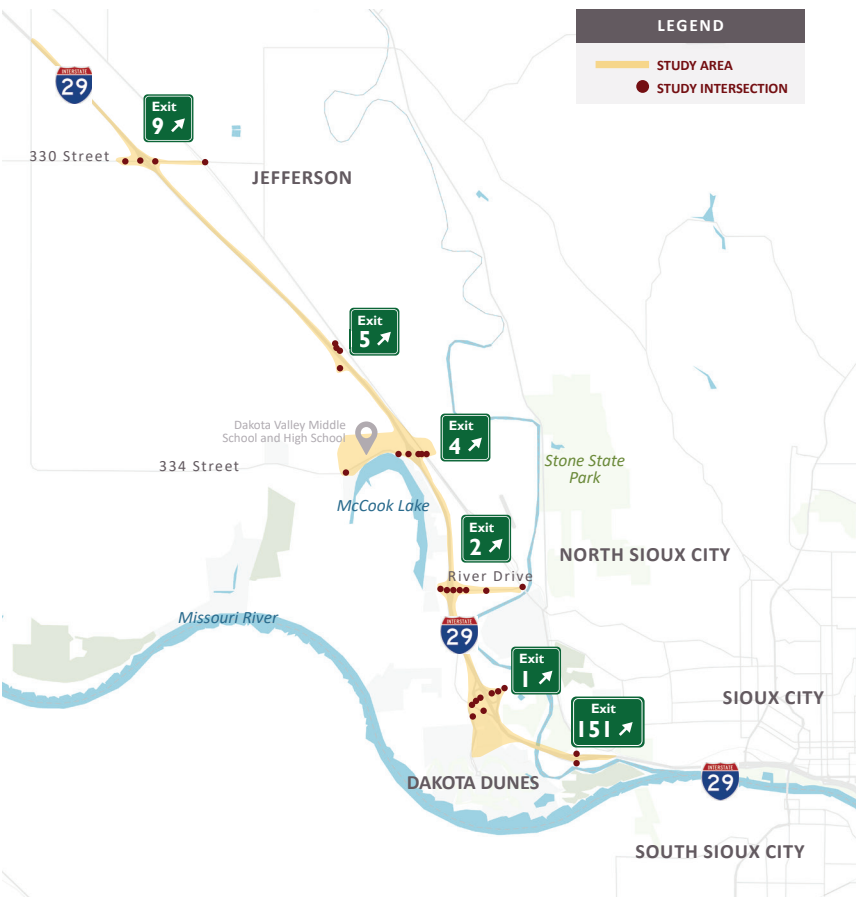 LEGEND
STUDY AREA
STUDY INTERSECTION
INTERSTATE
29
Exit
9
330 Street
JEFFERSON
Exit
5
Dakota Valley Middle
School and High School
Exit
4
334 Street
Stone State
Park
McCook Lake
Exit
2
NORTH SIOUX CITY
River Drive
Missouri River
INTERSTATE
29
Exit
1
SIOUX CITY
Exit
151
DAKOTA DUNES
INTERSTATE
29
SOUTH SIOUX CITY